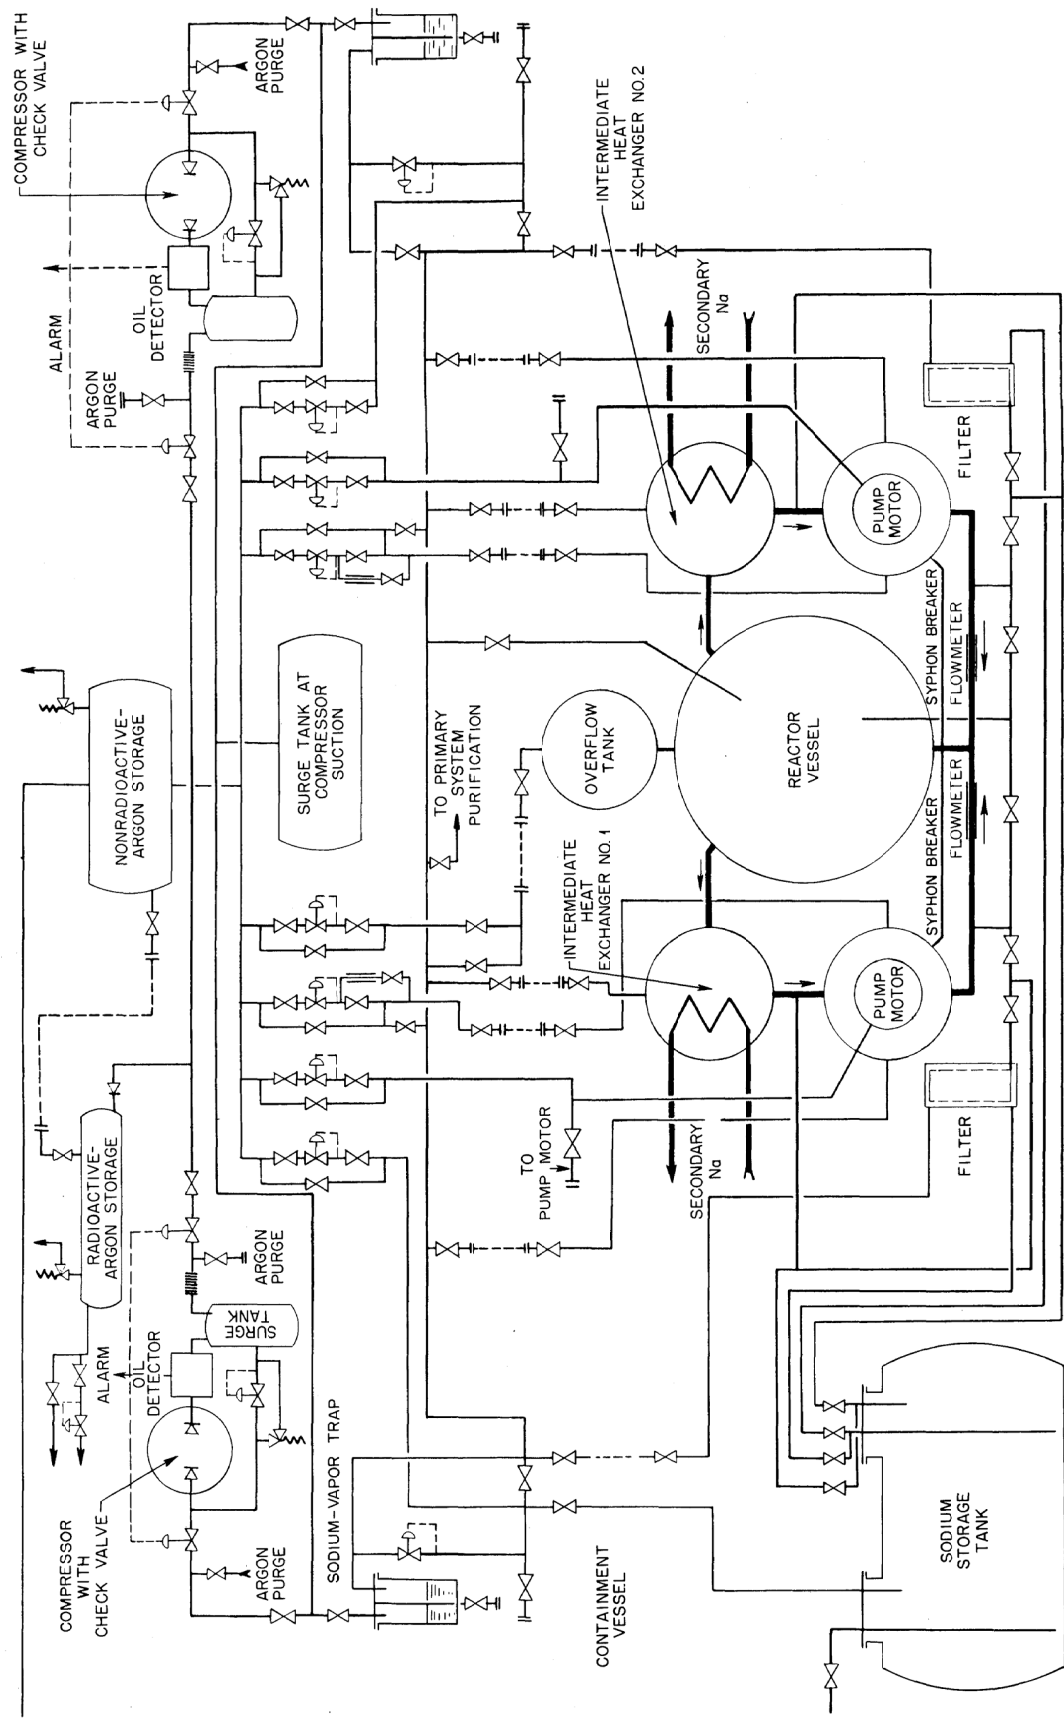 COMPRESSOR WITH
CHECK VALVE
ARGON
PURGE
ALARM
OIL
DETECTOR
ARGON
PURGE
INTERMEDIATE
HEAT
EXCHANGER NO.2
SECONDARY
Na
FILTER
PUMP
MOTOR
SYPHON BREAKER
FLOWMETER
NONRADIOACTIVE-
ARGON STORAGE
SURGE TANK AT
COMPRESSOR
SUCTION
TO PRIMARY
SYSTEM
PURIFICATION
OVERFLOW
TANK
REACTOR
VESSEL
FLOWMETER
SYPHON BREAKER
INTERMEDIATE
HEAT
EXCHANGER NO.1
PUMP
MOTOR
RADIOACTIVE-
ARGON STORAGE
TO
PUMP MOTOR
SECONDARY
Na
FILTER
ARGON
PURGE
SURGE
TANK
ALARM
OIL
DETECTOR
COMPRESSOR
WITH
CHECK VALVE
ARGON
PURGE
SODIUM-VAPOR TRAP
CONTAINMENT
VESSEL
SODIUM
STORAGE
TANK